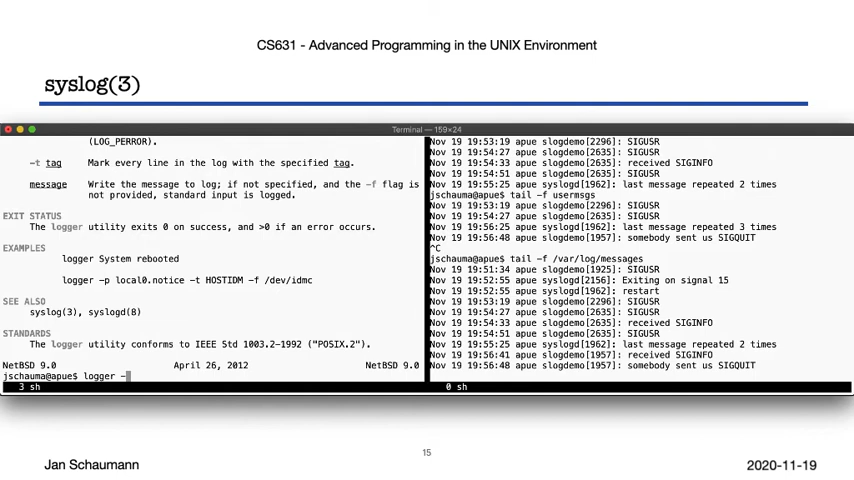 15
CS631 - Advanced Programming in the UNIX Environment
syslog(3)
Terminal — 159×24
(LOG_PERROR).
-t tag Mark every line in the log with the specified tag.
message Write the message to log; if not specified, and the -f flag is
not provided, standard input is logged.
EXIT STATUS
The logger utility exits 0 on success, and >0 if an error occurs.
EXAMPLES
logger System rebooted
logger -p local0.notice -t HOSTIDM -f /dev/idmc
SEE ALSO
syslog(3), syslogd(8)
STANDARDS
The logger utility conforms to IEEE Std 1003.2-1992 ("POSIX.2").
NetBSD 9.0 April 26, 2012 NetBSD 9.0
jschauma@apue$ logger -
3 sh
Nov 19 19:53:19 apue slogdemo[2296]: SIGUSR
Nov 19 19:54:27 apue slogdemo[2635]: SIGUSR
Nov 19 19:54:33 apue slogdemo[2635]: received SIGINFO
Nov 19 19:54:51 apue slogdemo[2635]: SIGUSR
Nov 19 19:55:25 apue syslogd[1962]: last message repeated 2 times
jschauma@apue$ tail -f usermsgs
Nov 19 19:53:19 apue slogdemo[2296]: SIGUSR
Nov 19 19:54:27 apue slogdemo[2635]: SIGUSR
Nov 19 19:55:25 apue syslogd[1962]: last message repeated 3 times
Nov 19 19:56:48 apue slogdemo[1957]: somebody sent us SIGQUIT
^C
jschauma@apue$ tail -f /var/log/messages
Nov 19 19:51:34 apue slogdemo[1925]: SIGUSR
Nov 19 19:52:55 apue syslogd[2156]: Exiting on signal 15
Nov 19 19:52:55 apue syslogd[1962]: restart
Nov 19 19:53:19 apue slogdemo[2296]: SIGUSR
Nov 19 19:54:27 apue slogdemo[2635]: SIGUSR
Nov 19 19:54:33 apue slogdemo[2635]: received SIGINFO
Nov 19 19:54:51 apue slogdemo[2635]: SIGUSR
Nov 19 19:55:25 apue syslogd[1962]: last message repeated 2 times
Nov 19 19:56:41 apue slogdemo[1957]: received SIGINFO
Nov 19 19:56:48 apue slogdemo[1957]: somebody sent us SIGQUIT
0 sh
15
Jan Schaumann
2020-11-19